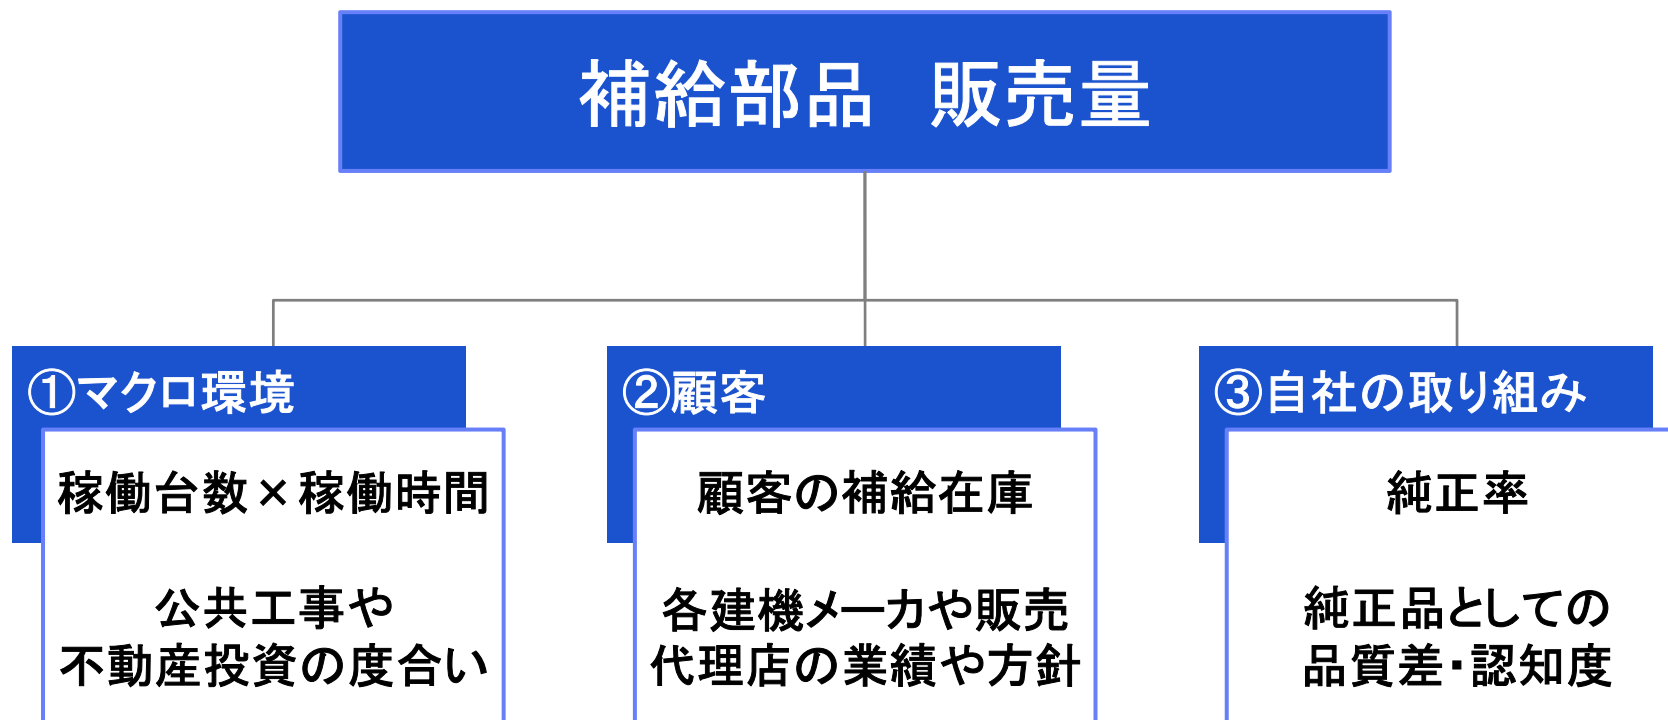 補給部品　販売量
①マクロ環境
稼働台数×稼働時間
公共工事や
不動産投資の度合い
②顧客
顧客の補給在庫
各建機メーカや販売
代理店の業績や方針
③自社の取り組み
純正率
純正品としての
品質差・認知度